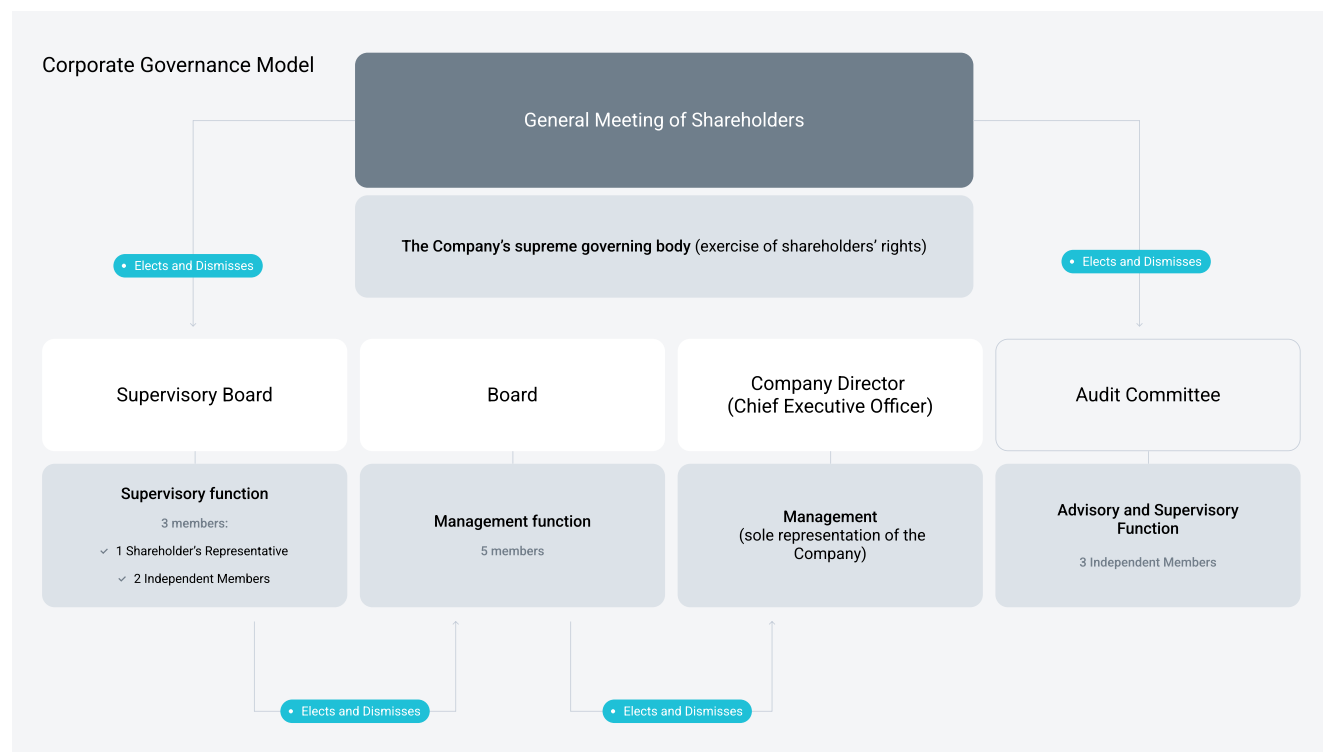 Corporate Governance Model
General Meeting of Shareholders
The Company’s supreme governing body (exercise of shareholders’ rights)
• Elects and Dismisses
• Elects and Dismisses
Supervisory Board
Board
Company Director
(Chief Executive Officer)
Audit Committee
Supervisory function
3 members:
✓ 1 Shareholder’s Representative
✓ 2 Independent Members
Management function
5 members
Management
(sole representation of the
Company)
Advisory and Supervisory
Function
3 Independent Members
• Elects and Dismisses
• Elects and Dismisses